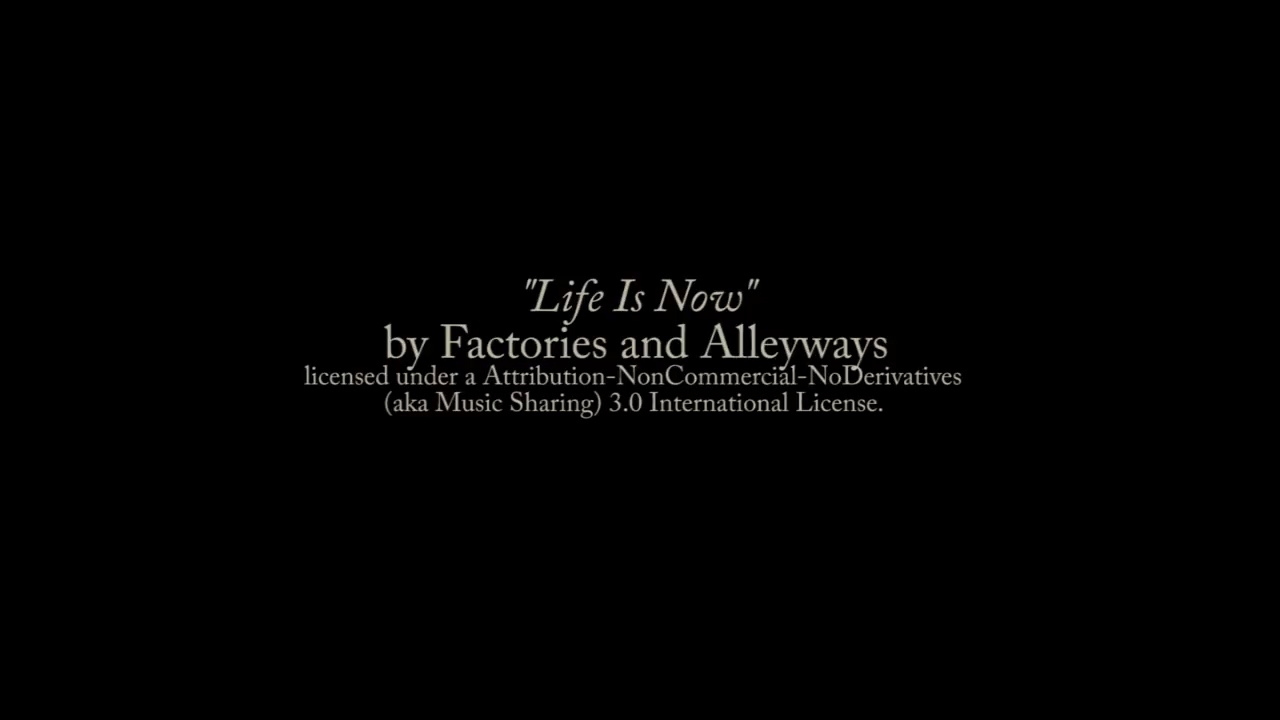 "Life Is Now"
by Factories and Alleyways
licensed under a Attribution-NonCommercial-NoDerivatives
(aka Music Sharing) 3.0 International License.